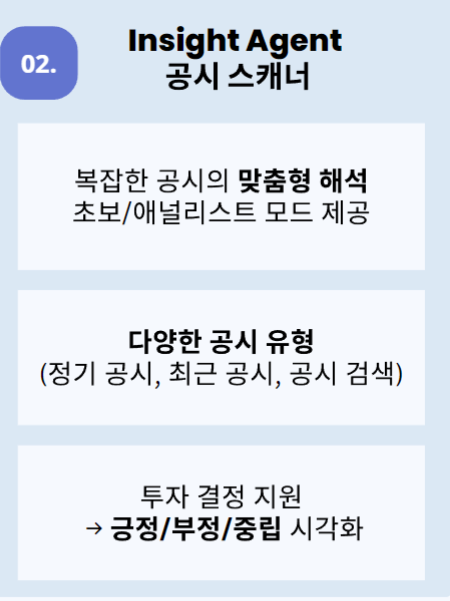 02.
Insight Agent
공시 스캐너
복잡한 공시의 맞춤형 해석
초보/애널리스트 모드 제공
다양한 공시 유형
(정기 공시, 최근 공시, 공시 검색)
투자 결정 지원
→ 긍정/부정/중립 시각화